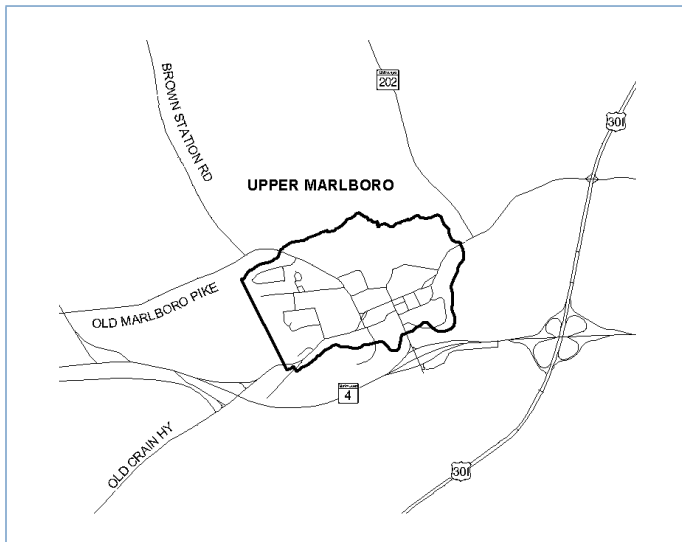 BROWN STATION RD
202
301
UPPER MARLBORO
OLD MARLBORO PIKE
4
OLD CRAIN HY
301